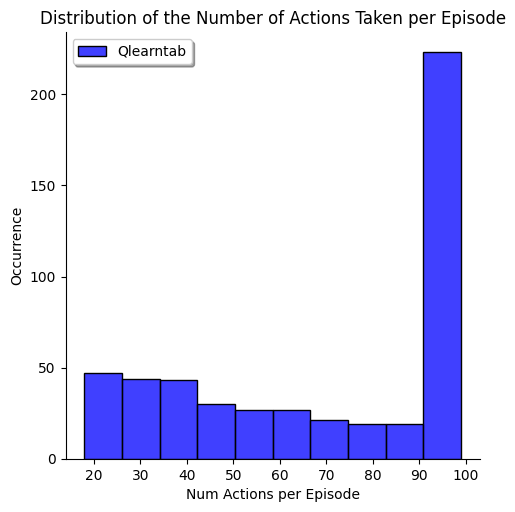 Distribution of the Number of Actions Taken per Episode
Qlearntab
Occurrence
200
150
100
50
0
20 30 40 50 60 70 80 90 100
Num Actions per Episode